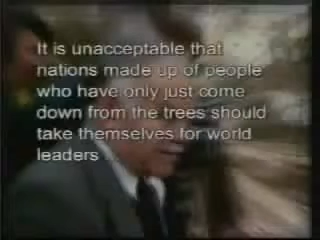 It is unacceptable that
nations made up of people
who have only just come
down from the trees should
take themselves for world
leaders ...